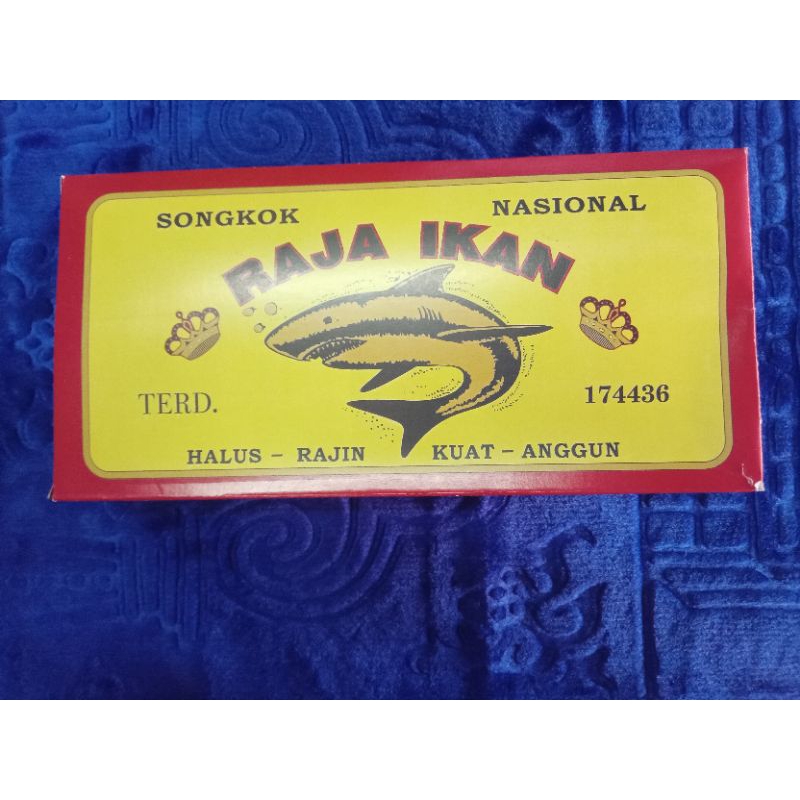 SONGKOK NASIONAL
RAJA IKAN
TERD. 174436
HALUS - RAJIN KUAT - ANGGUN